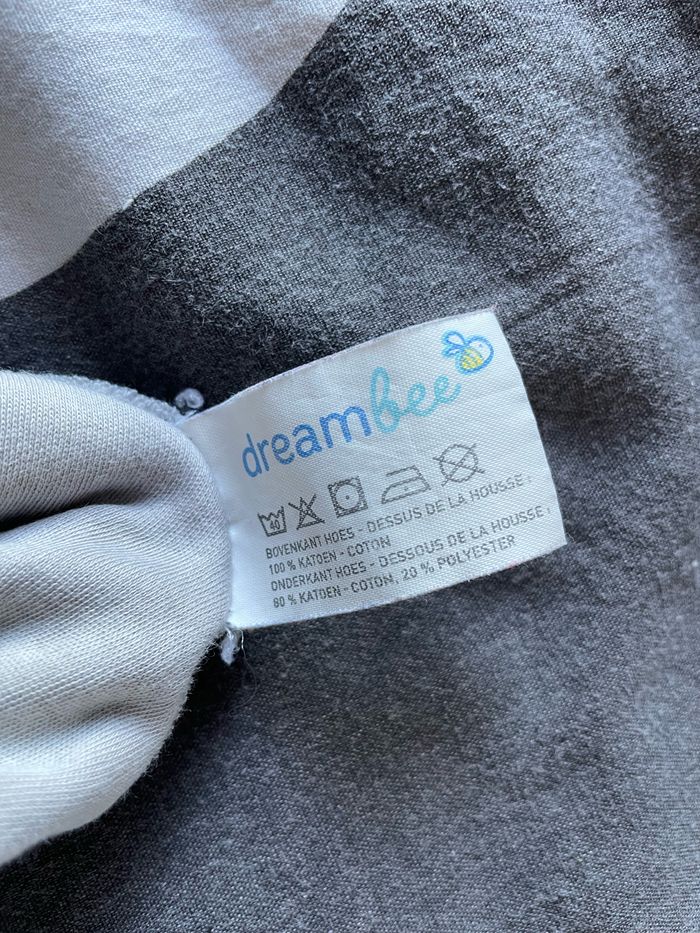 dreambee
40
BOVENKANT HOES - DESSUS DE LA HOUSSE :
100 % KATOEN - COTON
ONDERKANT HOES - DESSOUS DE LA HOUSSE :
80 % KATOEN - COTON, 20 % POLYESTER